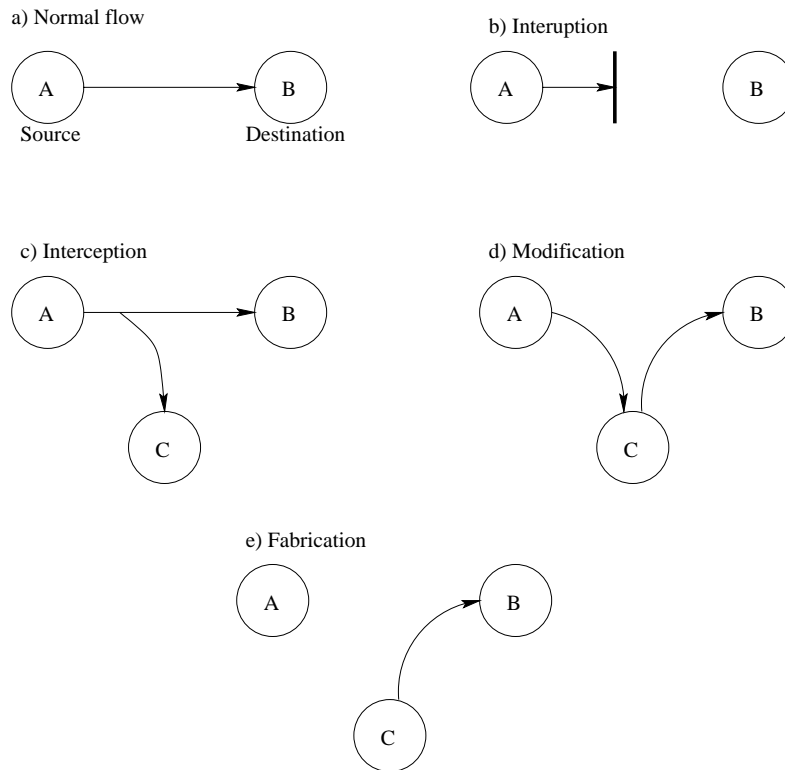 a) Normal flow
A
B
Source
Destination
b) Interuption
A
B
c) Interception
A
B
C
d) Modification
A
B
C
e) Fabrication
A
B
C